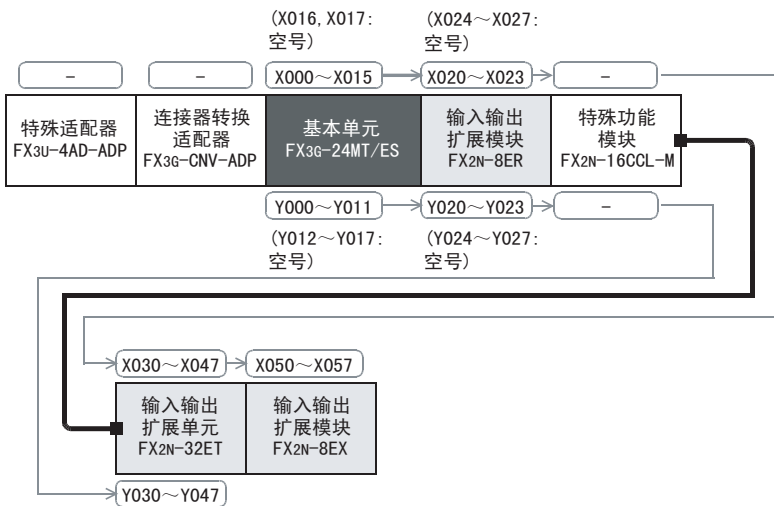 (X016, X017:
空号)
(X024～X027:
空号)
-
-
X000～X015
X020～X023
-
特殊适配器
FX3U-4AD-ADP
连接器转换
适配器
FX3G-CNV-ADP
基本单元
FX3G-24MT/ES
输入输出
扩展模块
FX2N-8ER
特殊功能
模块
FX2N-16CCL-M
Y000～Y011
Y020～Y023
-
(Y012～Y017:
空号)
(Y024～Y027:
空号)
X030～X047
X050～X057
输入输出
扩展单元
FX2N-32ET
输入输出
扩展模块
FX2N-8EX
Y030～Y047